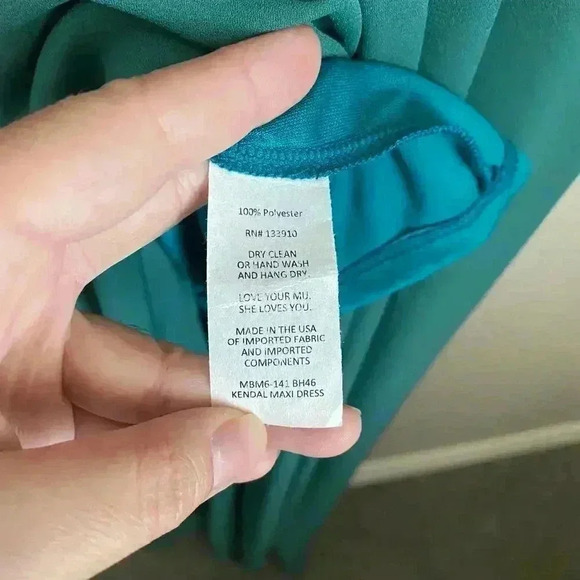 100% Polyester
RN# 133910
DRY CLEAN
OR HAND WASH
AND HANG DRY.
LOVE YOUR MU.
SHE LOVES YOU.
MADE IN THE USA
OF IMPORTED FABRIC
AND IMPORTED
COMPONENTS
MBM6-141 BH46
KENDAL MAXI DRESS